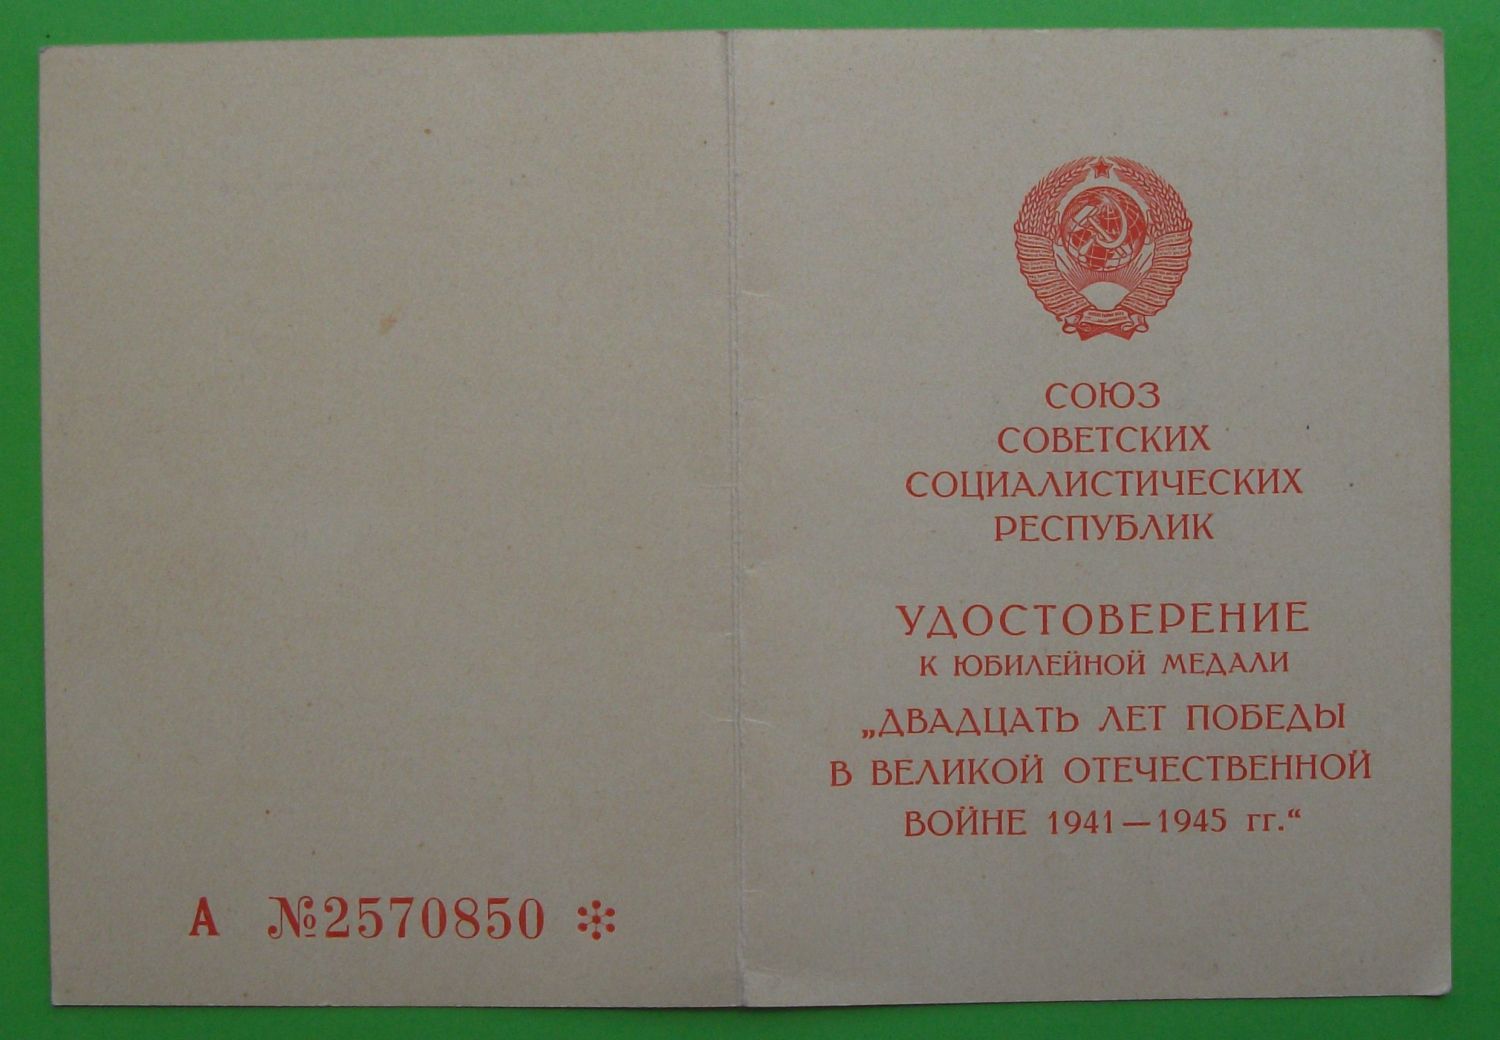 А №2570850
СОЮЗ
СОВЕТСКИХ
СОЦИАЛИСТИЧЕСКИХ
РЕСПУБЛИК
УДОСТОВЕРЕНИЕ
К ЮБИЛЕЙНОЙ МЕДАЛИ
„ДВАДЦАТЬ ЛЕТ ПОБЕДЫ
В ВЕЛИКОЙ ОТЕЧЕСТВЕННОЙ
ВОЙНЕ 1941—1945 гг.“